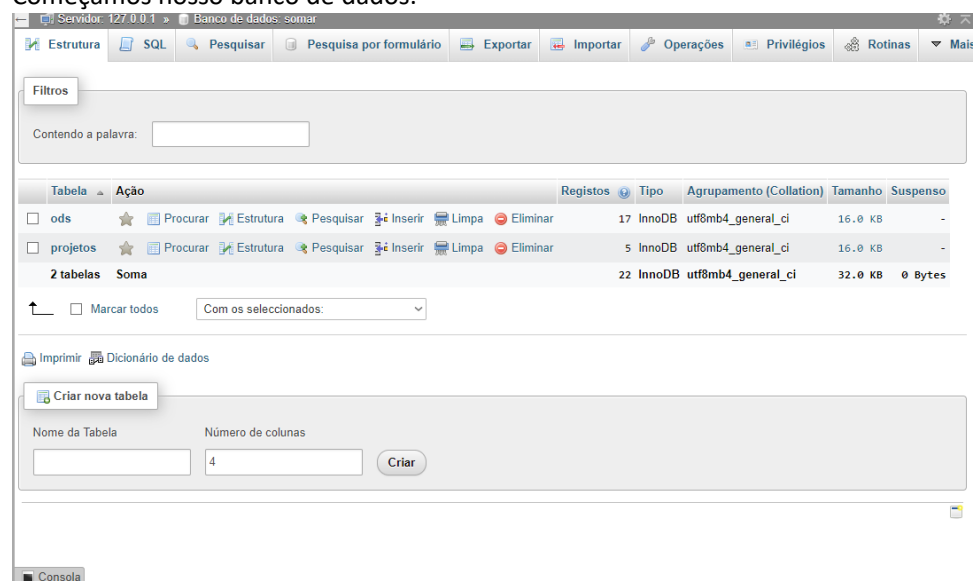 Começamos nosso banco de dados:
Servidor: 127.0.0.1 » Banco de dados: somar
Estrutura SQL Pesquisar Pesquisa por formulário Exportar Importar Operações Privilégios Rotinas Mais
Filtros
Contendo a palavra:
Tabela Ação Registos Tipo Agrupamento (Collation) Tamanho Suspenso
ods Procurar Estrutura Pesquisar Inserir Limpa Eliminar 17 InnoDB utf8mb4_general_ci 16.0 KB -
projetos Procurar Estrutura Pesquisar Inserir Limpa Eliminar 5 InnoDB utf8mb4_general_ci 16.0 KB -
2 tabelas Soma 22 InnoDB utf8mb4_general_ci 32.0 KB 0 Bytes
Marcar todos Com os seleccionados:
Imprimir Dicionário de dados
Criar nova tabela
Nome da Tabela Número de colunas
4 Criar
Consola